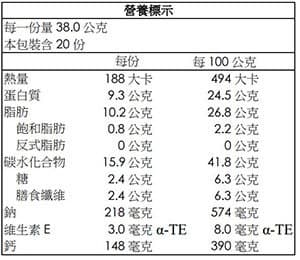 營養標示
每一份量 38.0 公克
本包裝含 20 份
每份 每 100 公克
熱量 188 大卡 494 大卡
蛋白質 9.3 公克 24.5 公克
脂肪 10.2 公克 26.8 公克
飽和脂肪 0.8 公克 2.2 公克
反式脂肪 0 公克 0 公克
碳水化合物 15.9 公克 41.8 公克
糖 2.4 公克 6.3 公克
膳食纖維 2.4 公克 6.3 公克
鈉 218 毫克 574 毫克
維生素 E 3.0 毫克 α-TE 8.0 毫克 α-TE
鈣 148 毫克 390 毫克